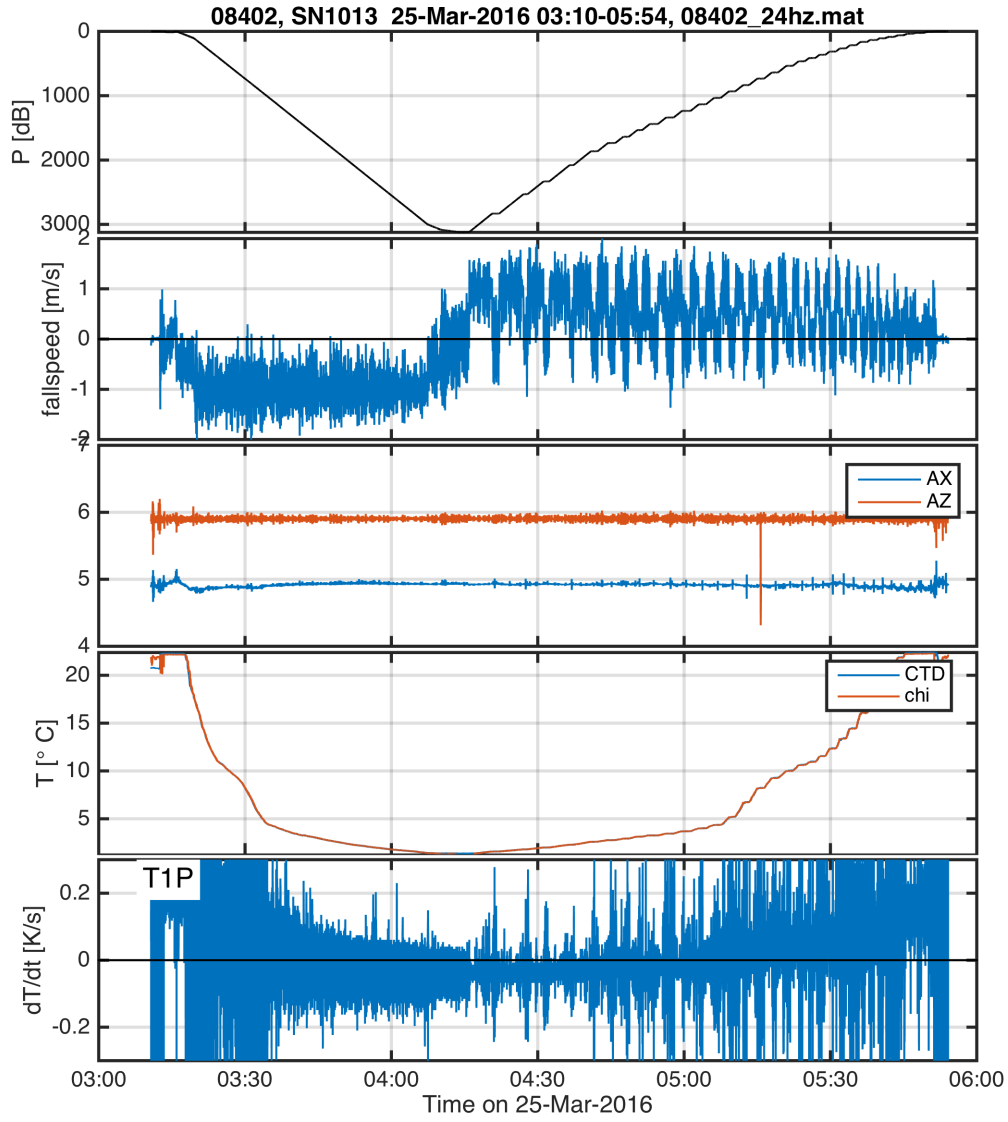 08402, SN1013  25-Mar-2016 03:10-05:54, 08402_24hz.mat
0
1000
2000
3000
P [dB]
2
1
0
-1
-2
fallspeed [m/s]
7
6
5
4
AX
AZ
20
15
10
5
T [° C]
CTD
chi
T1P
0.2
0
-0.2
dT/dt [K/s]
03:00 03:30 04:00 04:30 05:00 05:30 06:00
Time on 25-Mar-2016